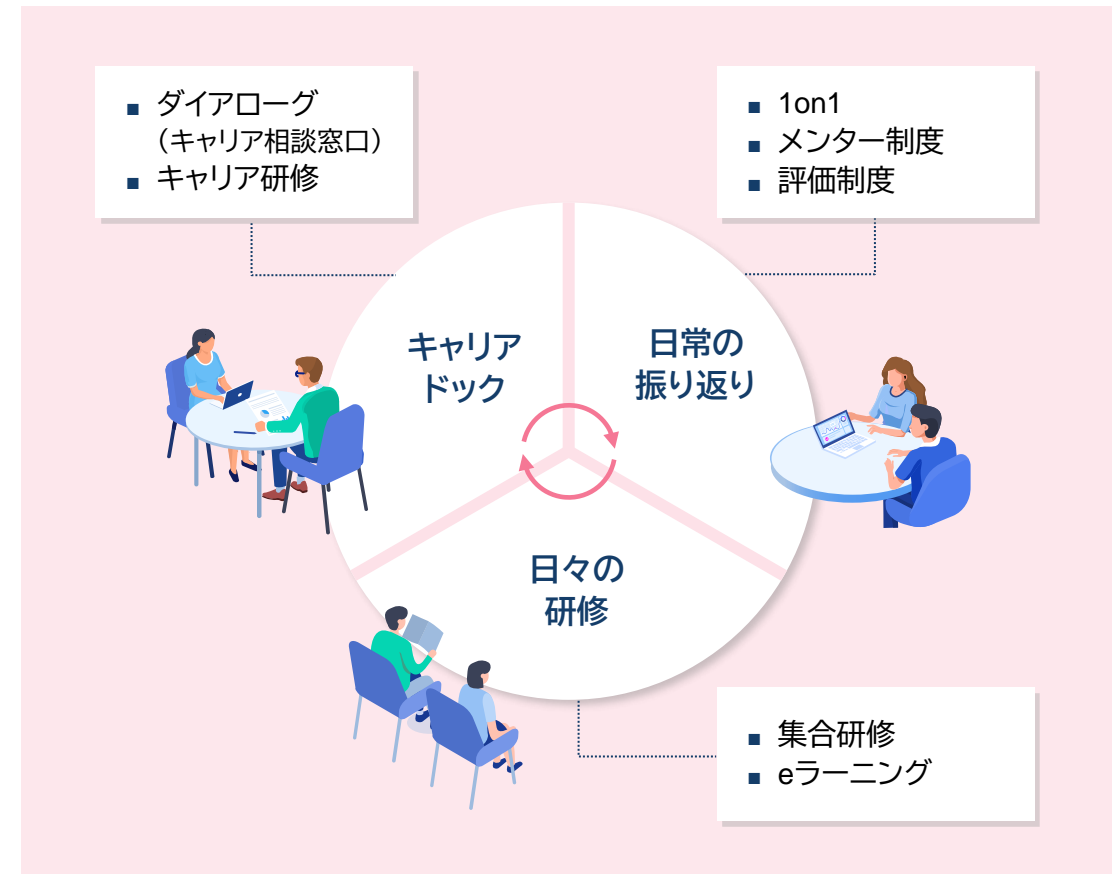 ■ ダイアローグ
（キャリア相談窓口）
■ キャリア研修
■ 1on1
■ メンター制度
■ 評価制度
キャリア
ドック
日常の
振り返り
日々の
研修
■ 集合研修
■ eラーニング